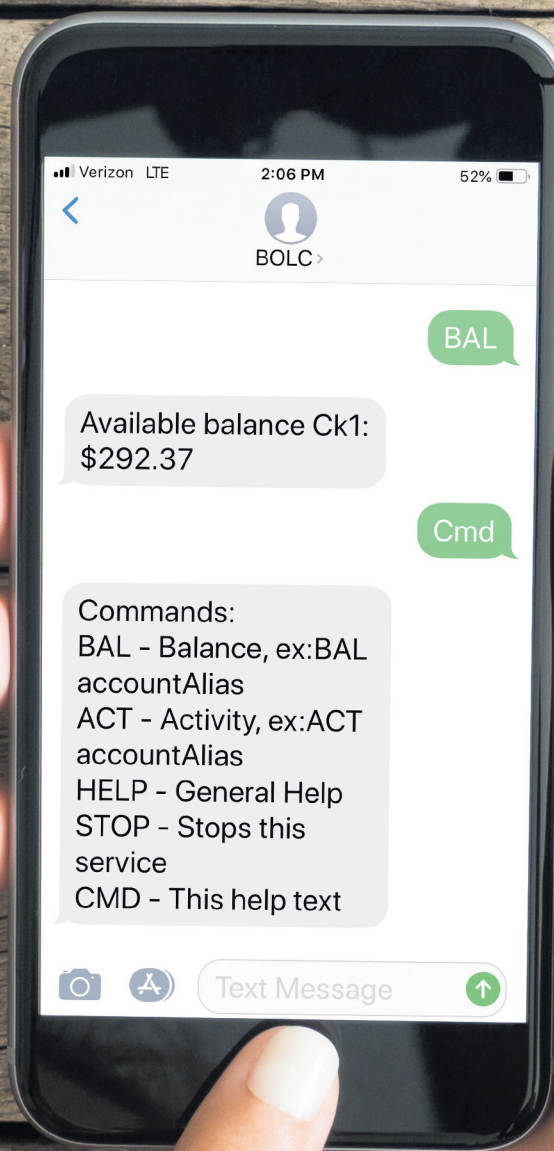 Verizon LTE 2:06 PM 52%
BOLC
BAL
Available balance Ck1:
$292.37
Cmd
Commands:
BAL - Balance, ex:BAL
accountAlias
ACT - Activity, ex:ACT
accountAlias
HELP - General Help
STOP - Stops this
service
CMD - This help text
Text Message